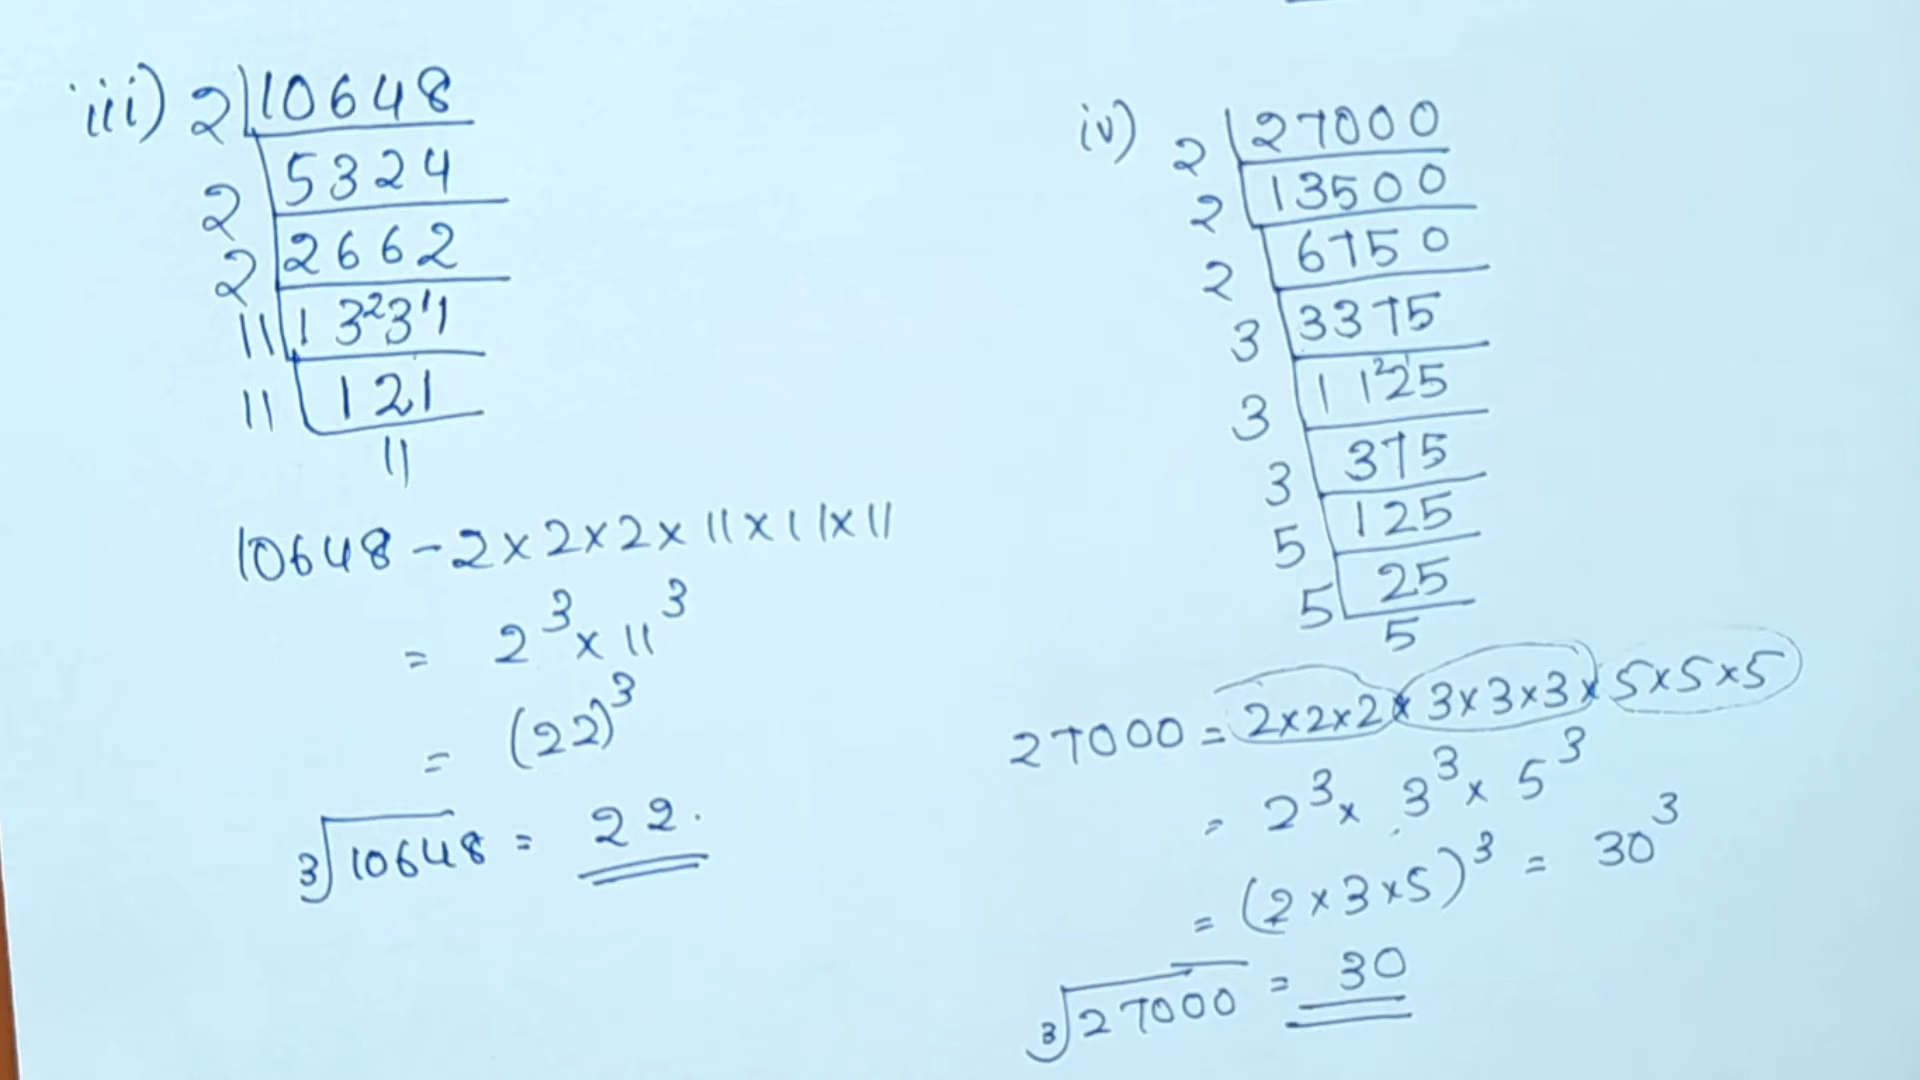 iii) 2 10648
2 5324
2 2662
11 13²3¹1
11 121
11
10648 - 2×2×2×11×11×11
= 2³ × 11³
= (22)³
∛10648 = 22.
iv) 2 27000
2 13500
2 6750
3 3375
3 11²25
3 375
5 125
5 25
5
27000 = 2×2×2×3×3×3×5×5×5
= 2³ × 3³ × 5³
= (2×3×5)³ = 30³
∛27000 = 30